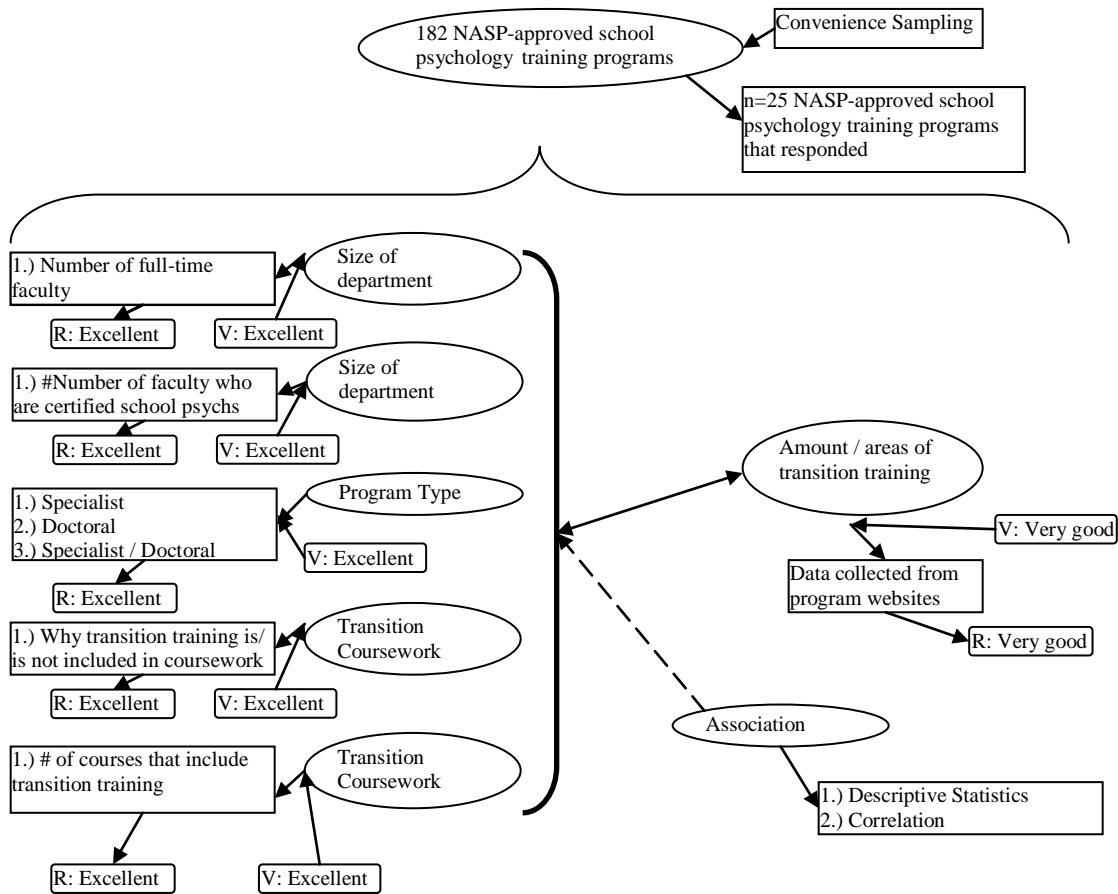 182 NASP-approved school
psychology training programs
Convenience Sampling
n=25 NASP-approved school
psychology training programs
that responded
1.) Number of full-time
faculty
Size of
department
R: Excellent
V: Excellent
1.) #Number of faculty who
are certified school psychs
Size of
department
R: Excellent
V: Excellent
1.) Specialist
2.) Doctoral
3.) Specialist / Doctoral
Program Type
V: Excellent
R: Excellent
1.) Why transition training is/
is not included in coursework
Transition
Coursework
R: Excellent
V: Excellent
1.) # of courses that include
transition training
Transition
Coursework
R: Excellent
V: Excellent
Amount / areas of
transition training
V: Very good
Data collected from
program websites
R: Very good
Association
1.) Descriptive Statistics
2.) Correlation